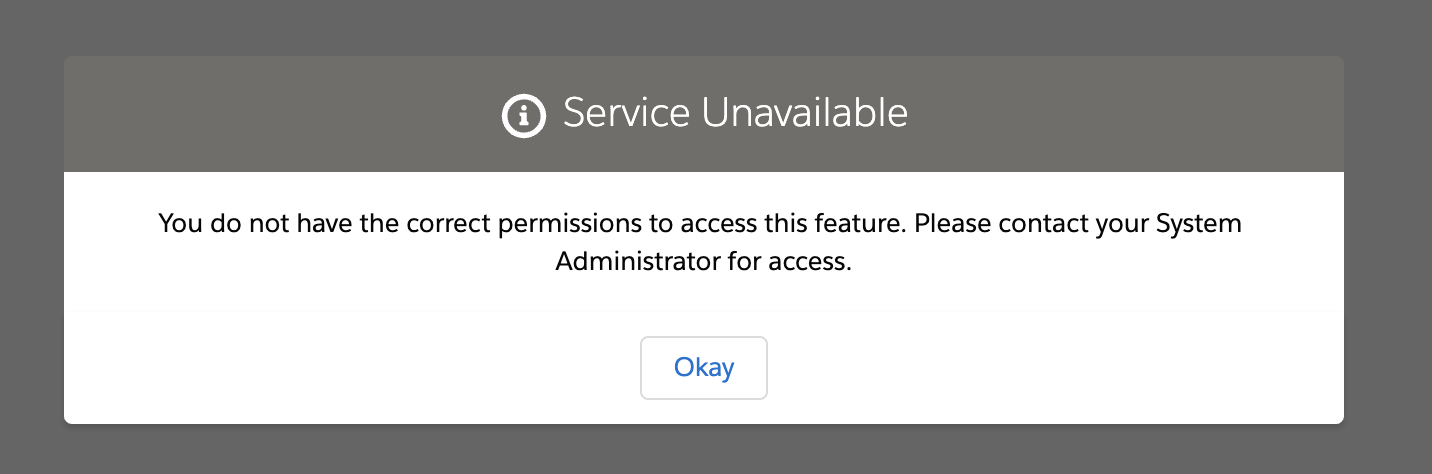 Service Unavailable
You do not have the correct permissions to access this feature. Please contact your System
Administrator for access.
Okay